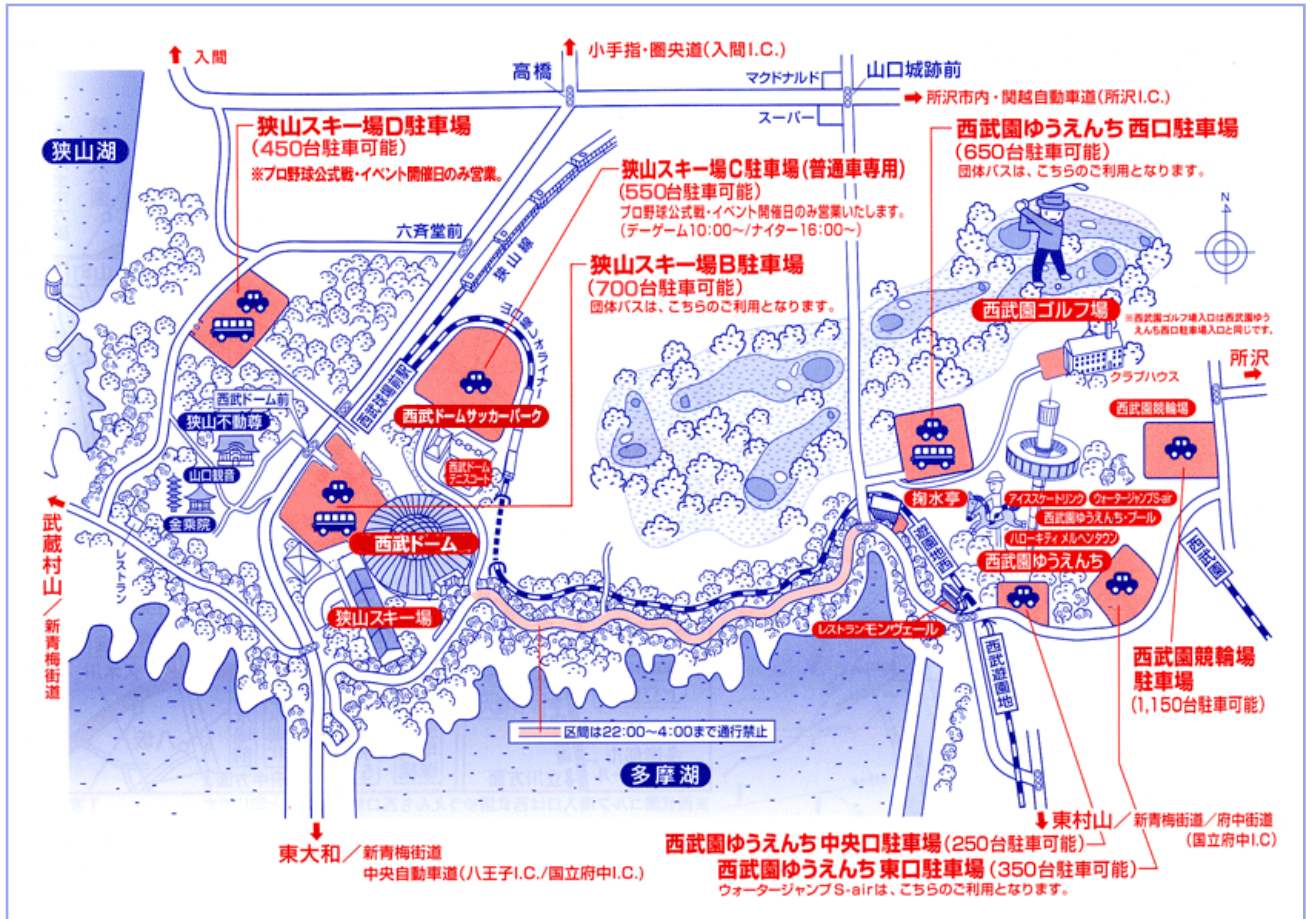 入間
小手指・圏央道(入間I.C.)
高橋
マクドナルド
山口城跡前
所沢市内・関越自動車道(所沢I.C.)
スーパー
狭山湖
狭山スキー場D駐車場
(450台駐車可能)
※プロ野球公式戦・イベント開催日のみ営業。
狭山スキー場C駐車場(普通車専用)
(550台駐車可能)
プロ野球公式戦・イベント開催日のみ営業いたします。
(デーゲーム10:00~/ナイター16:00~)
西武園ゆうえんち 西口駐車場
(650台駐車可能)
団体バスは、こちらのご利用となります。
六斉堂前
狭山線
狭山スキー場B駐車場
(700台駐車可能)
団体バスは、こちらのご利用となります。
N
西武園ゴルフ場
※西武園ゴルフ場入口は西武園ゆう
えんち西口駐車場入口と同じです。
クラブハウス
所沢
西武球場前駅
西武ドームサッカーパーク
西武ドーム前
狭山不動尊
山口観音
金乗院
西武ドーム
テニスコート
西武園競輪場
掬水亭
アイススケートリンク
ウォータージャンプS-air
西武園ゆうえんち・プール
ハローキティ メルヘンタウン
西武園ゆうえんち
遊園地西
西武園
武蔵村山/新青梅街道
レストラン
西武ドーム
狭山スキー場
レストランモンヴェール
西武遊園地
西武園競輪場
駐車場
(1,150台駐車可能)
区間は22:00~4:00まで通行禁止
多摩湖
東大和/新青梅街道
中央自動車道(八王子I.C./国立府中I.C.)
東村山/新青梅街道/府中街道
(国立府中I.C)
西武園ゆうえんち 中央口駐車場(250台駐車可能)
西武園ゆうえんち 東口駐車場(350台駐車可能)
ウォータージャンプS-airは、こちらのご利用となります。